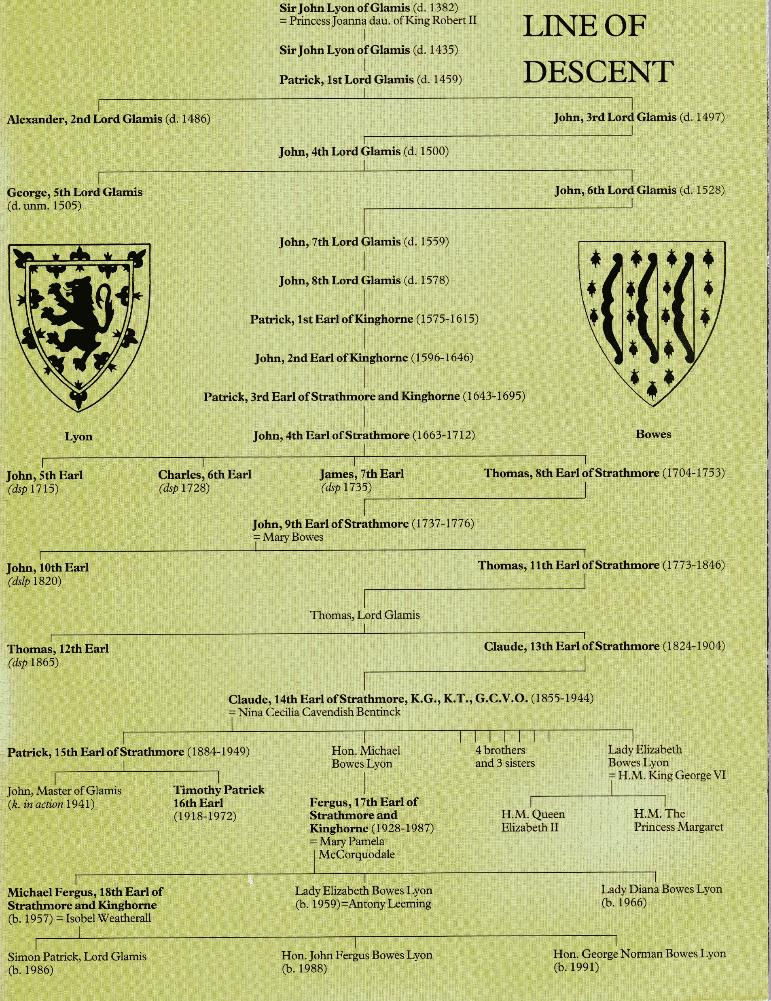 Sir John Lyon of Glamis (d. 1382)
= Princess Joanna dau. of King Robert II
LINE OF
DESCENT
Sir John Lyon of Glamis (d. 1435)
Patrick, 1st Lord Glamis (d. 1459)
Alexander, 2nd Lord Glamis (d. 1486)
John, 3rd Lord Glamis (d. 1497)
John, 4th Lord Glamis (d. 1500)
George, 5th Lord Glamis
(d. unm. 1505)
John, 6th Lord Glamis (d. 1528)
John, 7th Lord Glamis (d. 1559)
John, 8th Lord Glamis (d. 1578)
Patrick, 1st Earl of Kinghorne (1575-1615)
John, 2nd Earl of Kinghorne (1596-1646)
Patrick, 3rd Earl of Strathmore and Kinghorne (1643-1695)
Lyon
John, 4th Earl of Strathmore (1663-1712)
Bowes
John, 5th Earl
(dsp 1715)
Charles, 6th Earl
(dsp 1728)
James, 7th Earl
(dsp 1735)
Thomas, 8th Earl of Strathmore (1704-1753)
John, 9th Earl of Strathmore (1737-1776)
= Mary Bowes
John, 10th Earl
(dslp 1820)
Thomas, 11th Earl of Strathmore (1773-1846)
Thomas, Lord Glamis
Thomas, 12th Earl
(dsp 1865)
Claude, 13th Earl of Strathmore (1824-1904)
Claude, 14th Earl of Strathmore, K.G., K.T., G.C.V.O. (1855-1944)
= Nina Cecilia Cavendish Bentinck
Patrick, 15th Earl of Strathmore (1884-1949)
Hon. Michael
Bowes Lyon
4 brothers
and 3 sisters
Lady Elizabeth
Bowes Lyon
= H.M. King George VI
John, Master of Glamis
(k. in action 1941)
Timothy Patrick
16th Earl
(1918-1972)
Fergus, 17th Earl of
Strathmore and
Kinghorne (1928-1987)
= Mary Pamela
McCorquodale
H.M. Queen
Elizabeth II
H.M. The
Princess Margaret
Michael Fergus, 18th Earl of
Strathmore and Kinghorne
(b. 1957) = Isobel Weatherall
Lady Elizabeth Bowes Lyon
(b. 1959)=Antony Leeming
Lady Diana Bowes Lyon
(b. 1966)
Simon Patrick, Lord Glamis
(b. 1986)
Hon. John Fergus Bowes Lyon
(b. 1988)
Hon. George Norman Bowes Lyon
(b. 1991)